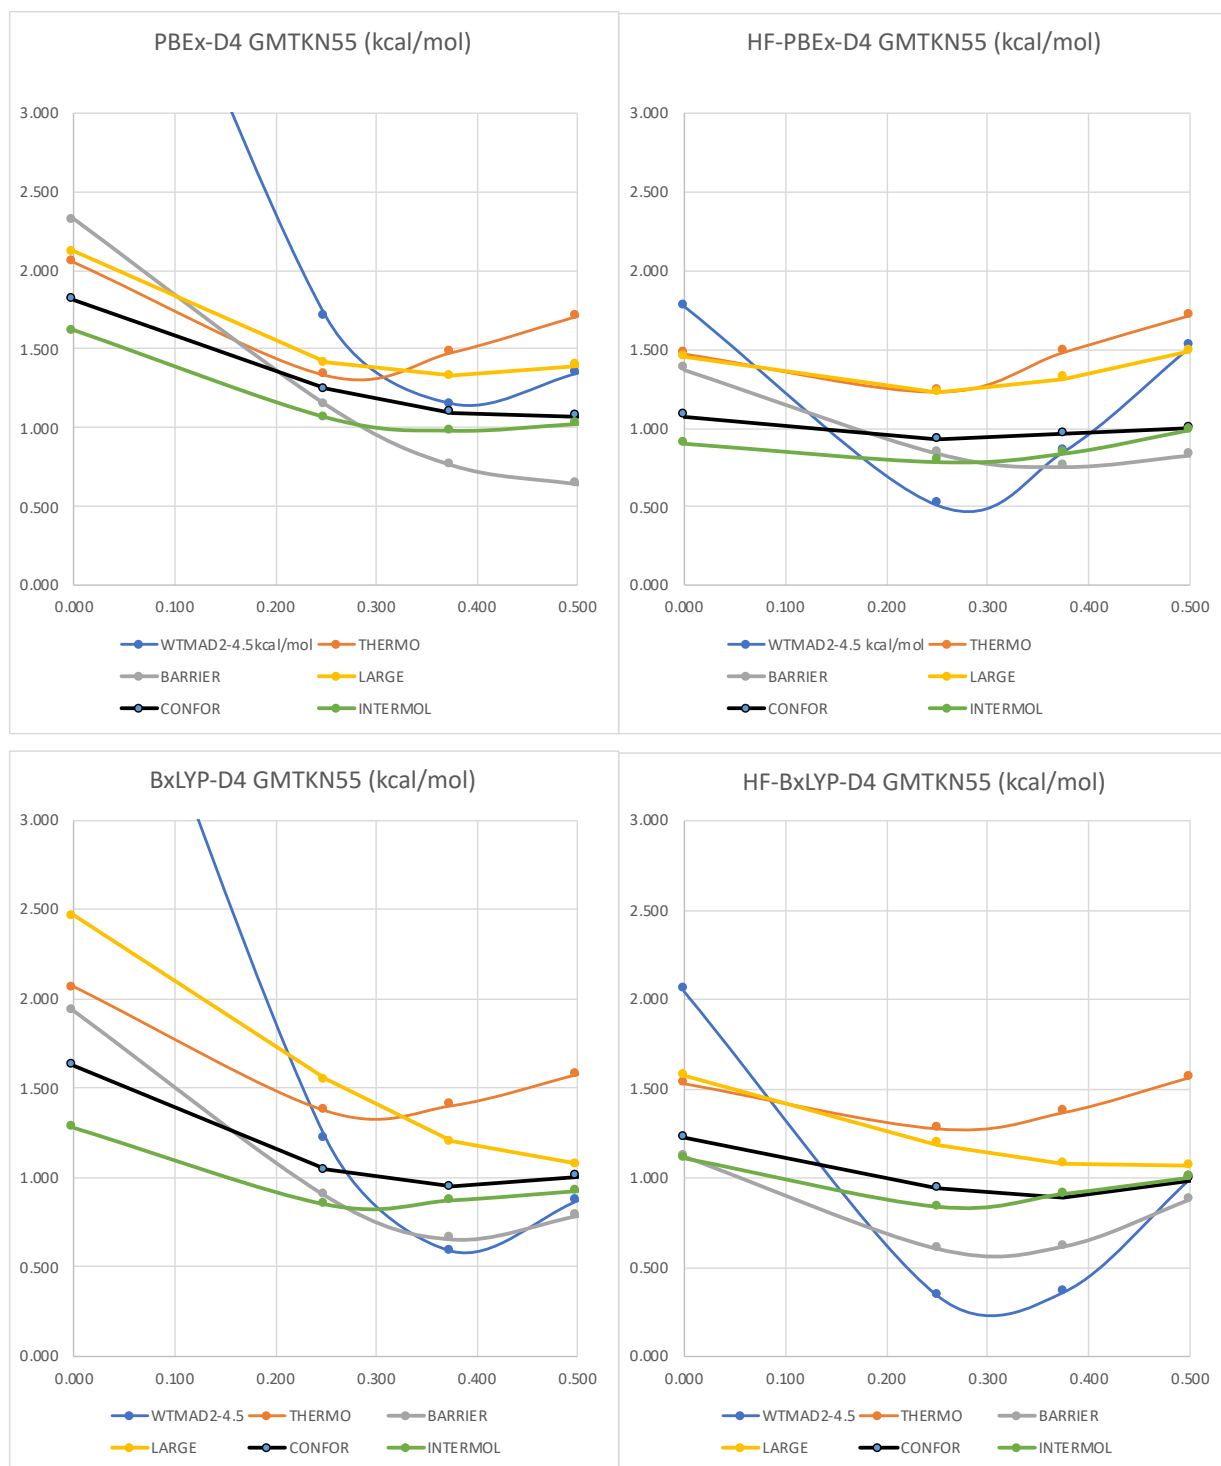 PBEx-D4 GMTKN55 (kcal/mol)
3.000
2.500
2.000
1.500
1.000
0.500
0.000
0.000 0.100 0.200 0.300 0.400 0.500
WTMAD2-4.5kcal/mol THERMO
BARRIER LARGE
CONFOR INTERMOL
HF-PBEx-D4 GMTKN55 (kcal/mol)
3.000
2.500
2.000
1.500
1.000
0.500
0.000
0.000 0.100 0.200 0.300 0.400 0.500
WTMAD2-4.5 kcal/mol THERMO
BARRIER LARGE
CONFOR INTERMOL
BxLYP-D4 GMTKN55 (kcal/mol)
3.000
2.500
2.000
1.500
1.000
0.500
0.000
0.000 0.100 0.200 0.300 0.400 0.500
WTMAD2-4.5 THERMO BARRIER
LARGE CONFOR INTERMOL
HF-BxLYP-D4 GMTKN55 (kcal/mol)
3.000
2.500
2.000
1.500
1.000
0.500
0.000
0.000 0.100 0.200 0.300 0.400 0.500
WTMAD2-4.5 THERMO BARRIER
LARGE CONFOR INTERMOL